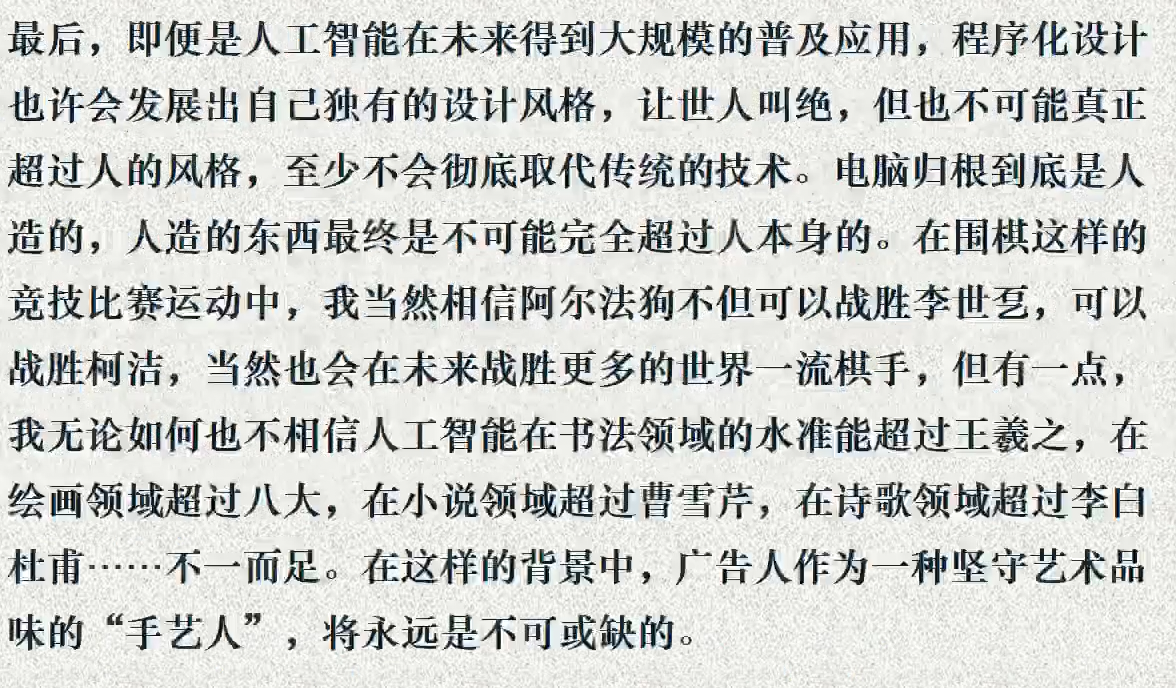 最后，即便是人工智能在未来得到大规模的普及应用，程序化设计
也许会发展出自己独有的设计风格，让世人叫绝，但也不可能真正
超过人的风格，至少不会彻底取代传统的技术。电脑归根到底是人
造的，人造的东西最终是不可能完全超过人本身的。在围棋这样的
竞技比赛运动中，我当然相信阿尔法狗不但可以战胜李世乭，可以
战胜柯洁，当然也会在未来战胜更多的世界一流棋手，但有一点，
我无论如何也不相信人工智能在书法领域的水准能超过王羲之，在
绘画领域超过八大，在小说领域超过曹雪芹，在诗歌领域超过李白
杜甫……不一而足。在这样的背景中，广告人作为一种坚守艺术品
味的“手艺人”，将永远是不可或缺的。